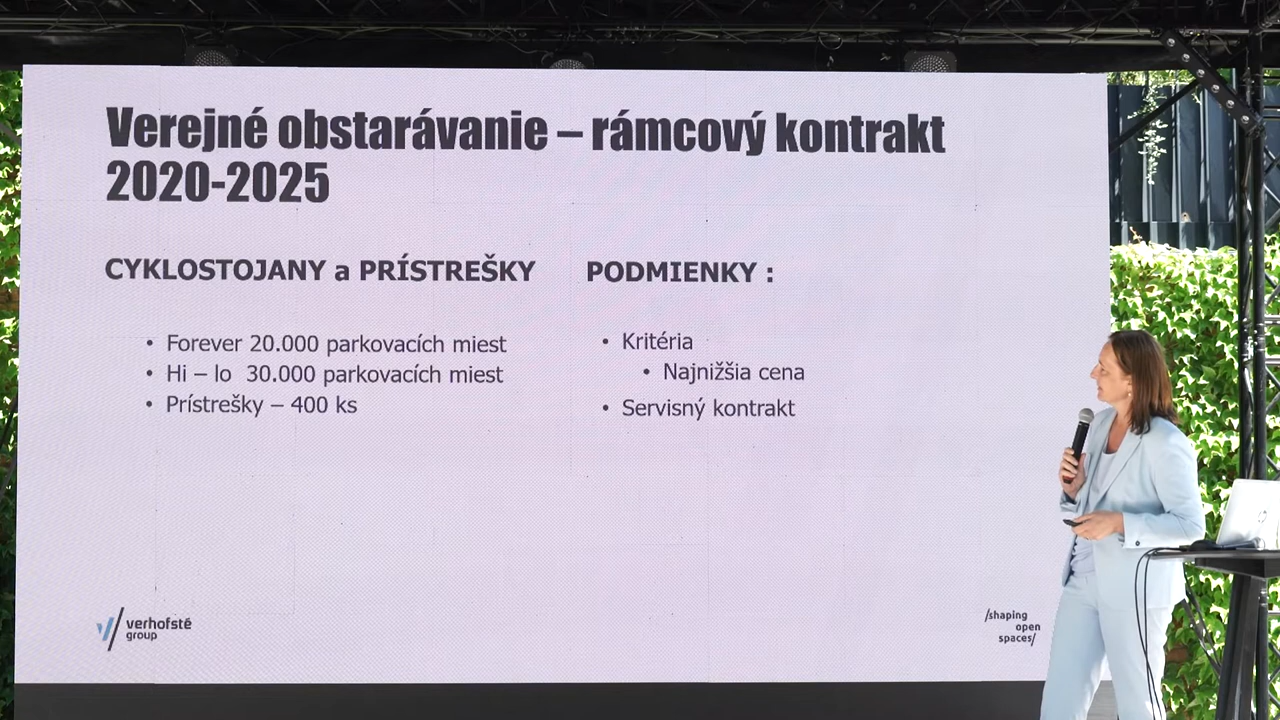 Verejné obstarávanie – rámcový kontrakt
2020-2025
CYKLOSTOJANY a PRÍSTREŠKY
Forever 20.000 parkovacích miest
Hi – lo 30.000 parkovacích miest
Prístrešky – 400 ks
PODMIENKY :
Kritéria
Najnižšia cena
Servisný kontrakt
verhofsté
group
/shaping
open
spaces/